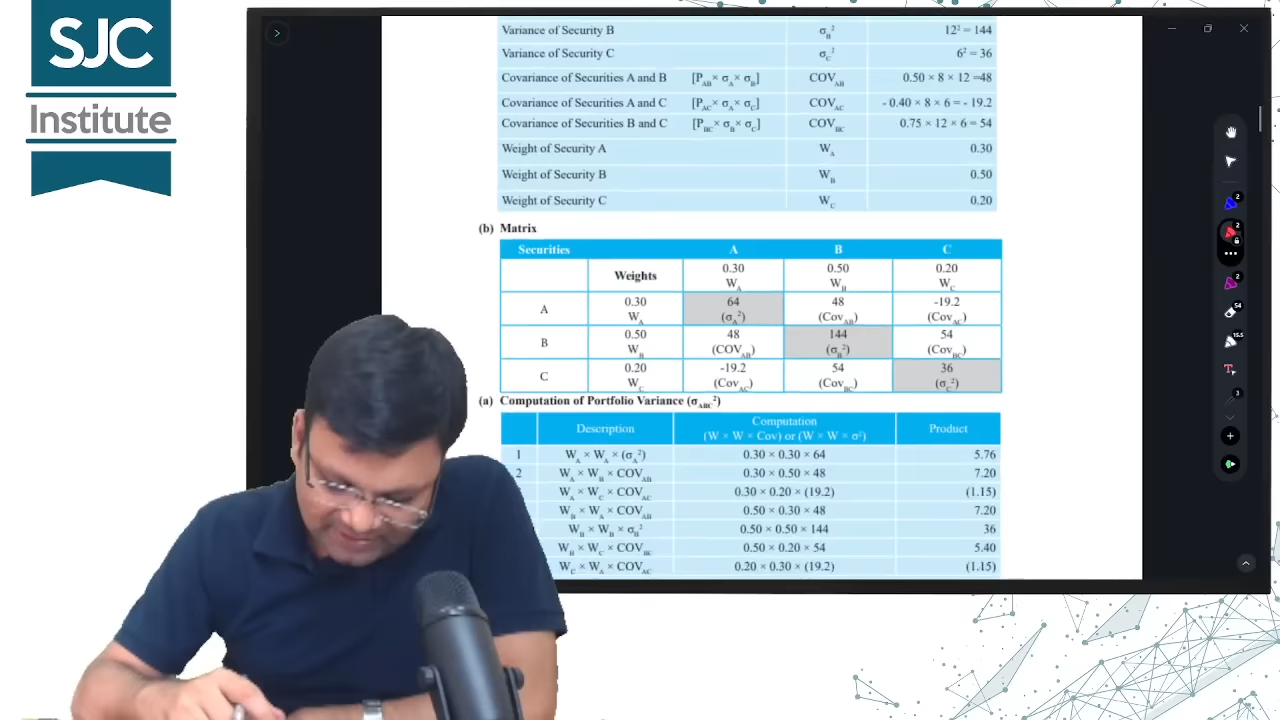 SJC
Institute
Variance of Security B σB² 12² = 144
Variance of Security C σC² 6² = 36
Covariance of Securities A and B [PAB× σA× σB] COVAB 0.50 × 8 × 12 =48
Covariance of Securities A and C [PAC× σA× σC] COVAC - 0.40 × 8 × 6 = - 19.2
Covariance of Securities B and C [PBC× σB× σC] COVBC 0.75 × 12 × 6 = 54
Weight of Security A WA 0.30
Weight of Security B WB 0.50
Weight of Security C WC 0.20
(b) Matrix
Securities A B C
Weights 0.30 WA 0.50 WB 0.20 WC
A 0.30 WA 64 (σA²) 48 (CovAB) -19.2 (CovAC)
B 0.50 WB 48 (COVAB) 144 (σB²) 54 (CovBC)
C 0.20 WC -19.2 (CovAC) 54 (CovBC) 36 (σC²)
(a) Computation of Portfolio Variance (σABC²)
Description Computation (W × W × Cov) or (W × W × σ²) Product
1 WA × WA × (σA²) 0.30 × 0.30 × 64 5.76
2 WA × WB × COVAB 0.30 × 0.50 × 48 7.20
WA × WC × COVAC 0.30 × 0.20 × (19.2) (1.15)
WB × WA × COVAB 0.50 × 0.30 × 48 7.20
WB × WB × σB² 0.50 × 0.50 × 144 36
WB × WC × COVBC 0.50 × 0.20 × 54 5.40
WC × WA × COVAC 0.20 × 0.30 × (19.2) (1.15)
2
2
2
54
15.5
T
3